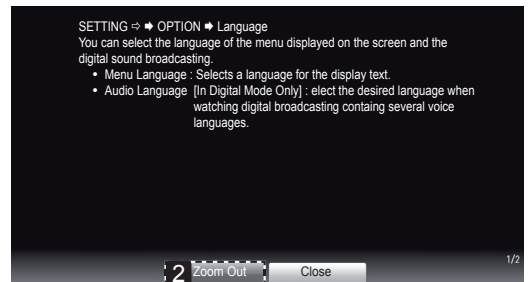 SETTING ⇨ ➡ OPTION ➡ Language
You can select the language of the menu displayed on the screen and the
digital sound broadcasting.
• Menu Language : Selects a language for the display text.
• Audio Language [In Digital Mode Only] : elect the desired language when
watching digital broadcasting containg several voice
languages.
1/2
2 Zoom Out Close